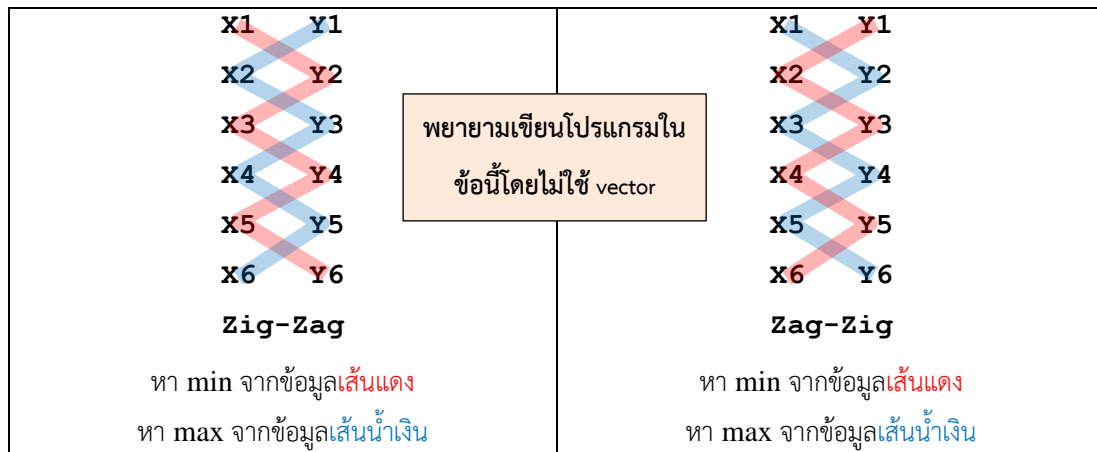 X1 Y1
X2 Y2
X3 Y3
X4 Y4
X5 Y5
X6 Y6
Zig-Zag
หา min จากข้อมูลเส้นแดง
หา max จากข้อมูลเส้นน้ำเงิน
พยายามเขียนโปรแกรมใน
ข้อนี้โดยไม่ใช้ vector
X1 Y1
X2 Y2
X3 Y3
X4 Y4
X5 Y5
X6 Y6
Zag-Zig
หา min จากข้อมูลเส้นแดง
หา max จากข้อมูลเส้นน้ำเงิน